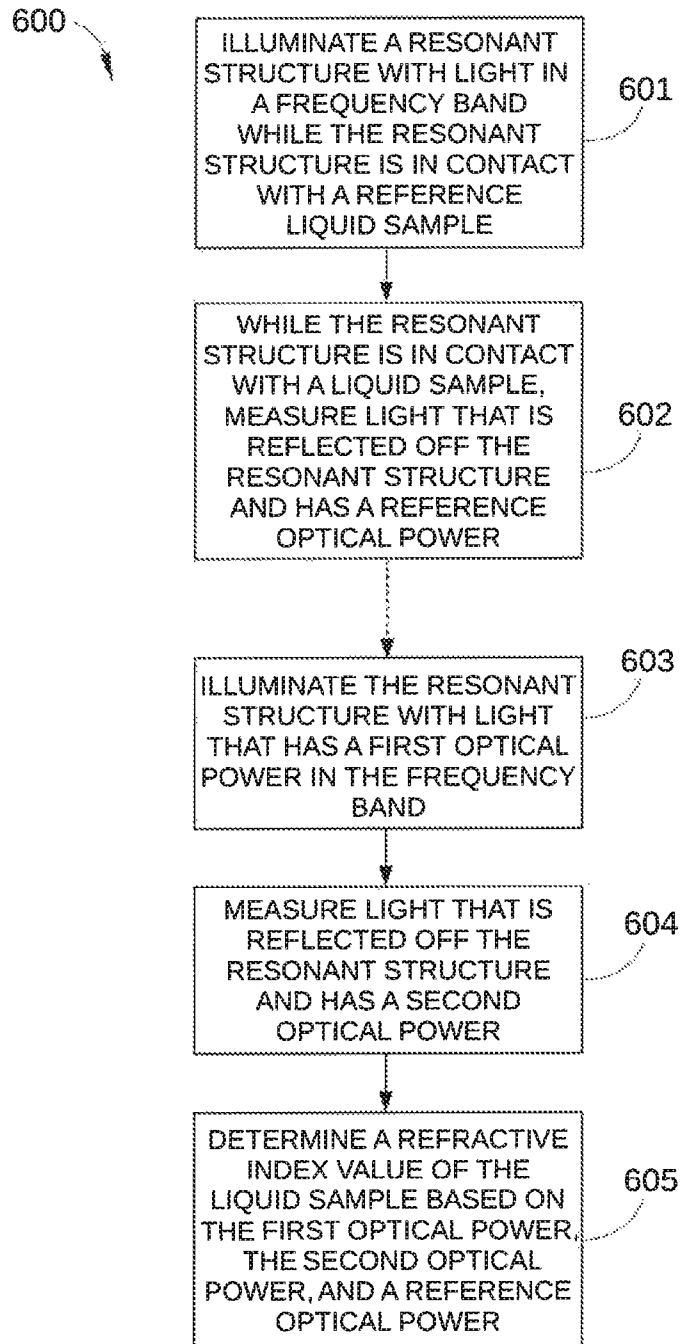 600
ILLUMINATE A RESONANT
STRUCTURE WITH LIGHT IN
A FREQUENCY BAND
WHILE THE RESONANT
STRUCTURE IS IN CONTACT
WITH A REFERENCE
LIQUID SAMPLE
601
WHILE THE RESONANT
STRUCTURE IS IN CONTACT
WITH A LIQUID SAMPLE,
MEASURE LIGHT THAT IS
REFLECTED OFF THE
RESONANT STRUCTURE
AND HAS A REFERENCE
OPTICAL POWER
602
ILLUMINATE THE RESONANT
STRUCTURE WITH LIGHT
THAT HAS A FIRST OPTICAL
POWER IN THE FREQUENCY
BAND
603
MEASURE LIGHT THAT IS
REFLECTED OFF THE
RESONANT STRUCTURE
AND HAS A SECOND
OPTICAL POWER
604
DETERMINE A REFRACTIVE
INDEX VALUE OF THE
LIQUID SAMPLE BASED ON
THE FIRST OPTICAL POWER,
THE SECOND OPTICAL
POWER, AND A REFERENCE
OPTICAL POWER
605